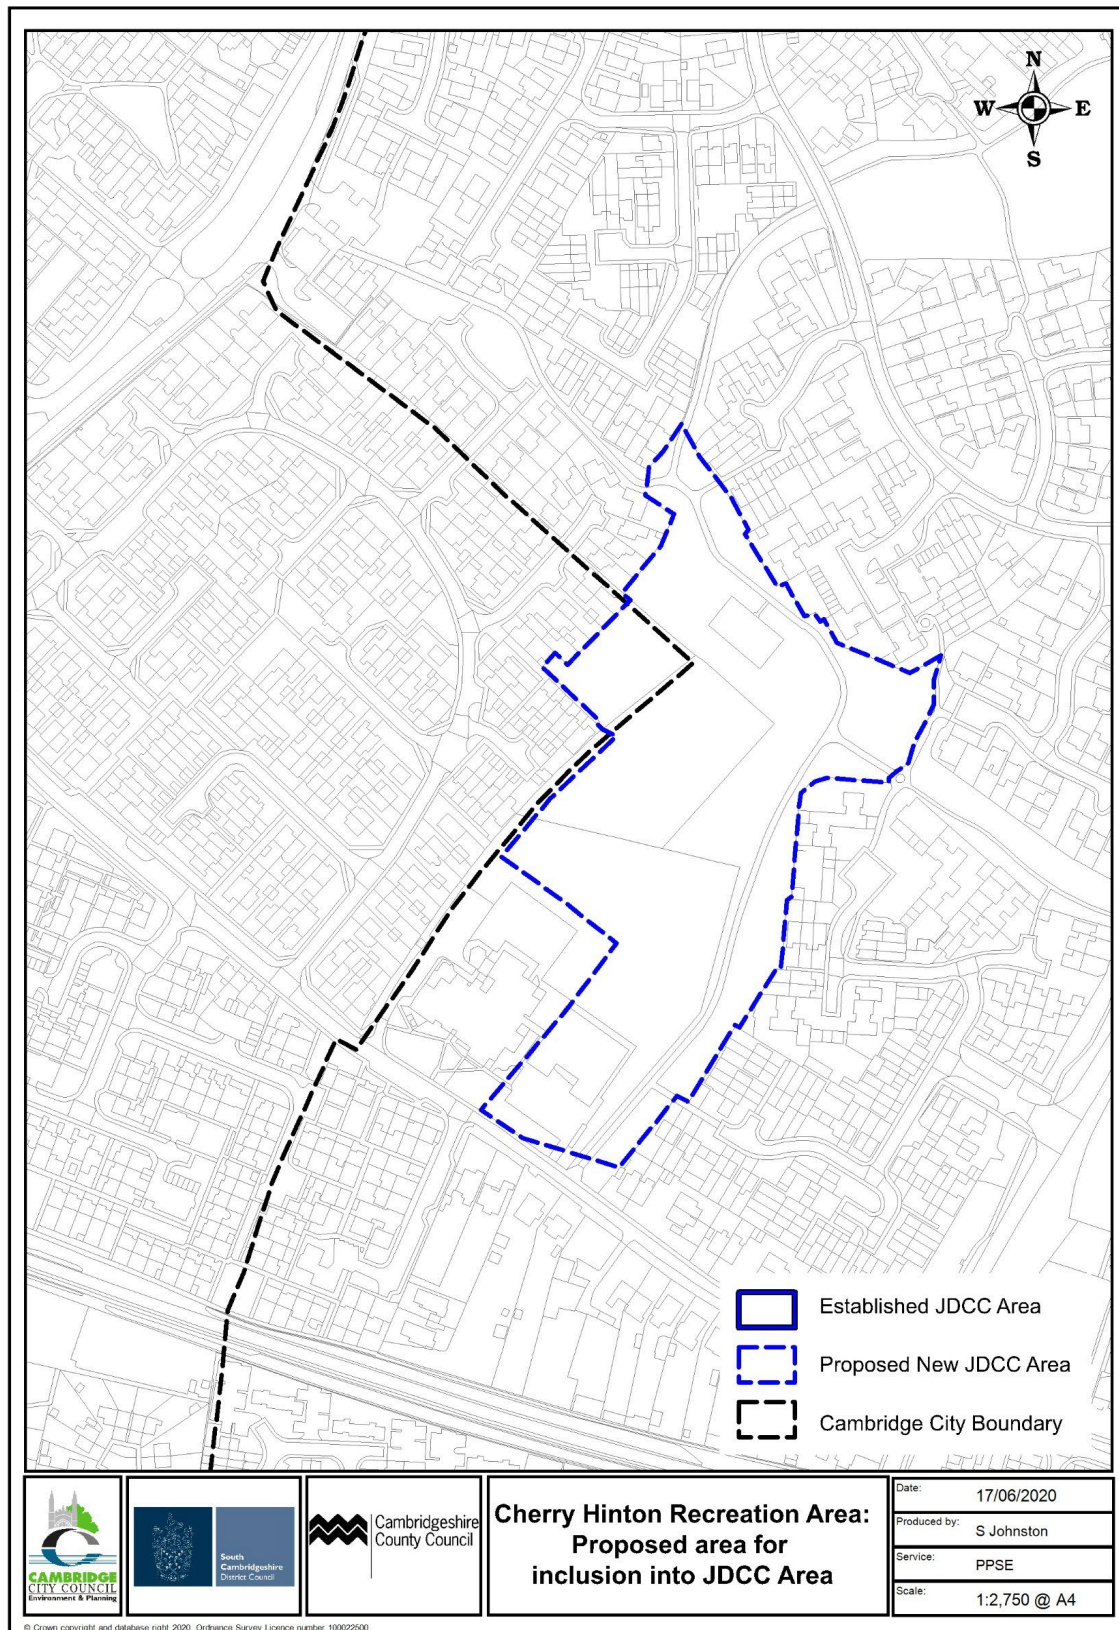 N
W E
S
Established JDCC Area
Proposed New JDCC Area
Cambridge City Boundary
CAMBRIDGE
CITY COUNCIL
Environment & Planning
South
Cambridgeshire
District Council
Cambridgeshire
County Council
Cherry Hinton Recreation Area:
Proposed area for
inclusion into JDCC Area
Date: 17/06/2020
Produced by: S Johnston
Service: PPSE
Scale: 1:2,750 @ A4
© Crown copyright and database right 2020. Ordnance Survey Licence number 100022500